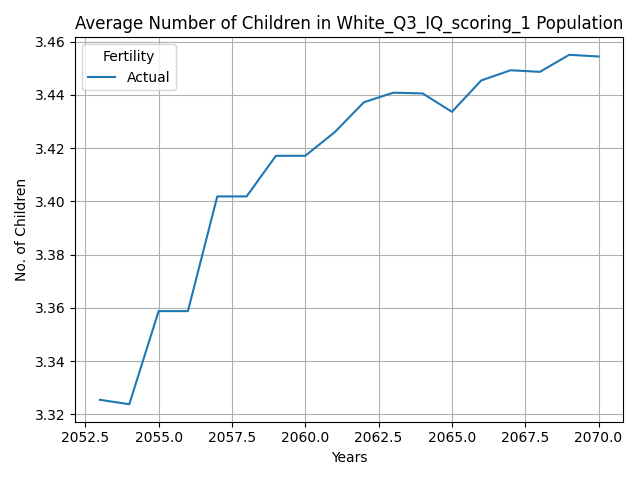 Average Number of Children in White_Q3_IQ_scoring_1 Population
Fertility
Actual
3.46
3.44
3.42
3.40
3.38
3.36
3.34
3.32
No. of Children
2052.5 2055.0 2057.5 2060.0 2062.5 2065.0 2067.5 2070.0
Years